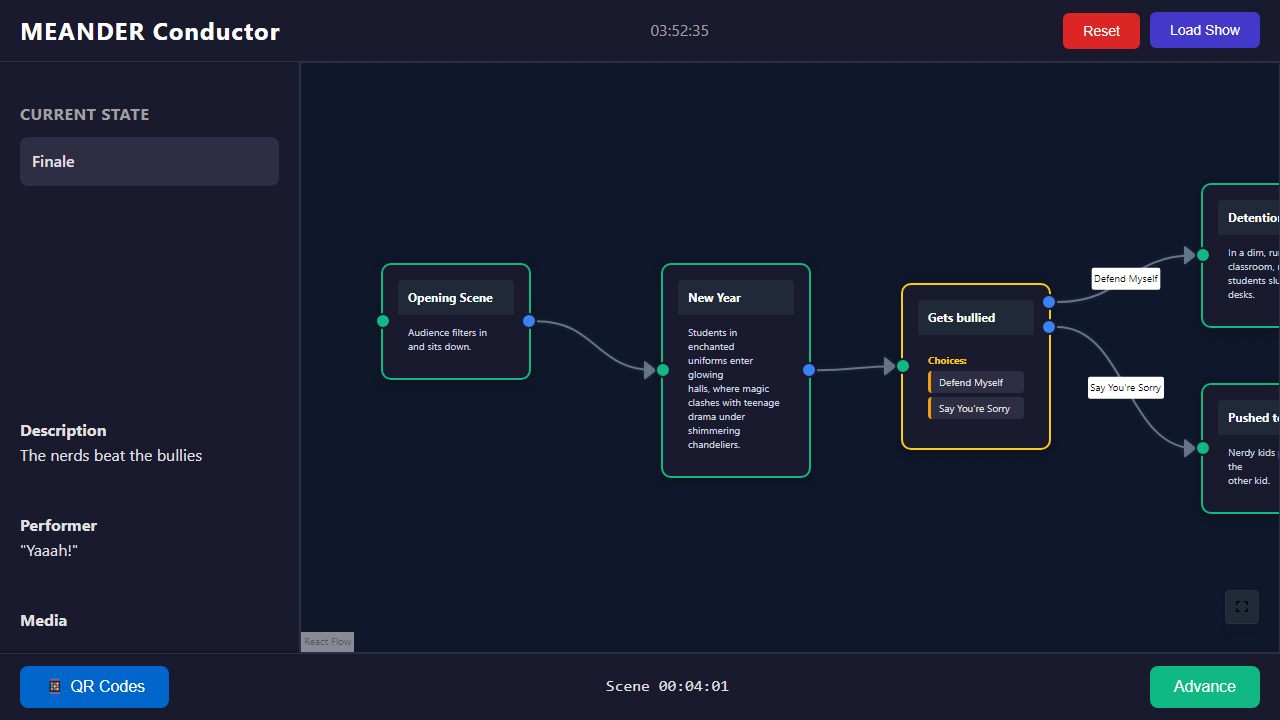 MEANDER Conductor
03:52:35
Reset
Load Show
CURRENT STATE
Finale
Description
The nerds beat the bullies
Performer
"Yaaah!"
Media
Opening Scene
Audience filters in
and sits down.
New Year
Students in
enchanted
uniforms enter
glowing
halls, where magic
clashes with teenage
drama under
shimmering
chandeliers.
Gets bullied
Choices:
Defend Myself
Say You're Sorry
Defend Myself
Say You're Sorry
Detention
In a dim,
classroom,
students
desks.
Pushed
Nerdy kids
the
other kid.
React Flow
QR Codes
Scene 00:04:01
Advance